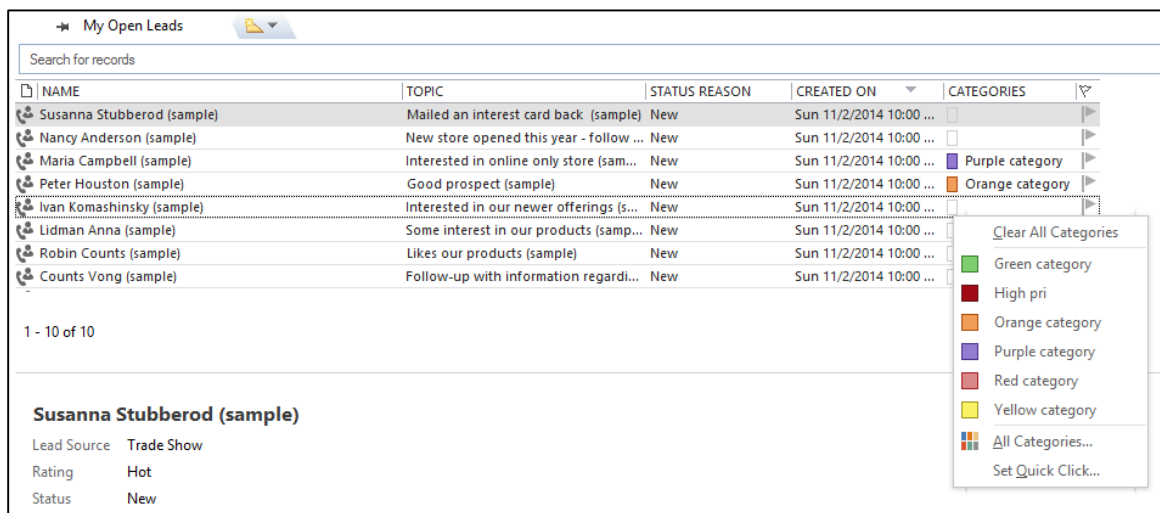 My Open Leads
Search for records
NAME TOPIC STATUS REASON CREATED ON CATEGORIES
Susanna Stubberod (sample) Mailed an interest card back (sample) New Sun 11/2/2014 10:00 ...
Nancy Anderson (sample) New store opened this year - follow ... New Sun 11/2/2014 10:00 ...
Maria Campbell (sample) Interested in online only store (sam... New Sun 11/2/2014 10:00 ... Purple category
Peter Houston (sample) Good prospect (sample) New Sun 11/2/2014 10:00 ... Orange category
Ivan Komashinsky (sample) Interested in our newer offerings (s... New Sun 11/2/2014 10:00 ...
Lidman Anna (sample) Some interest in our products (samp... New Sun 11/2/2014 10:00 ...
Robin Counts (sample) Likes our products (sample) New Sun 11/2/2014 10:00 ...
Counts Vong (sample) Follow-up with information regardi... New Sun 11/2/2014 10:00 ...
Clear All Categories
Green category
High pri
Orange category
Purple category
Red category
Yellow category
All Categories...
Set Quick Click...
1 - 10 of 10
Susanna Stubberod (sample)
Lead Source Trade Show
Rating Hot
Status New